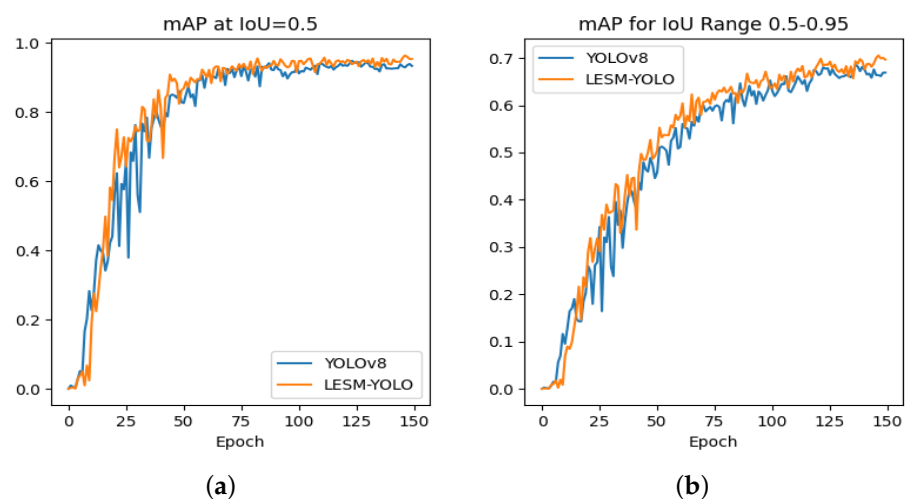 mAP at IoU=0.5
1.0
0.8
0.6
0.4
0.2
0.0
YOLOv8
LESM-YOLO
0 25 50 75 100 125 150
Epoch
(a)
mAP for IoU Range 0.5-0.95
0.7
0.6
0.5
0.4
0.3
0.2
0.1
0.0
YOLOv8
LESM-YOLO
0 25 50 75 100 125 150
Epoch
(b)